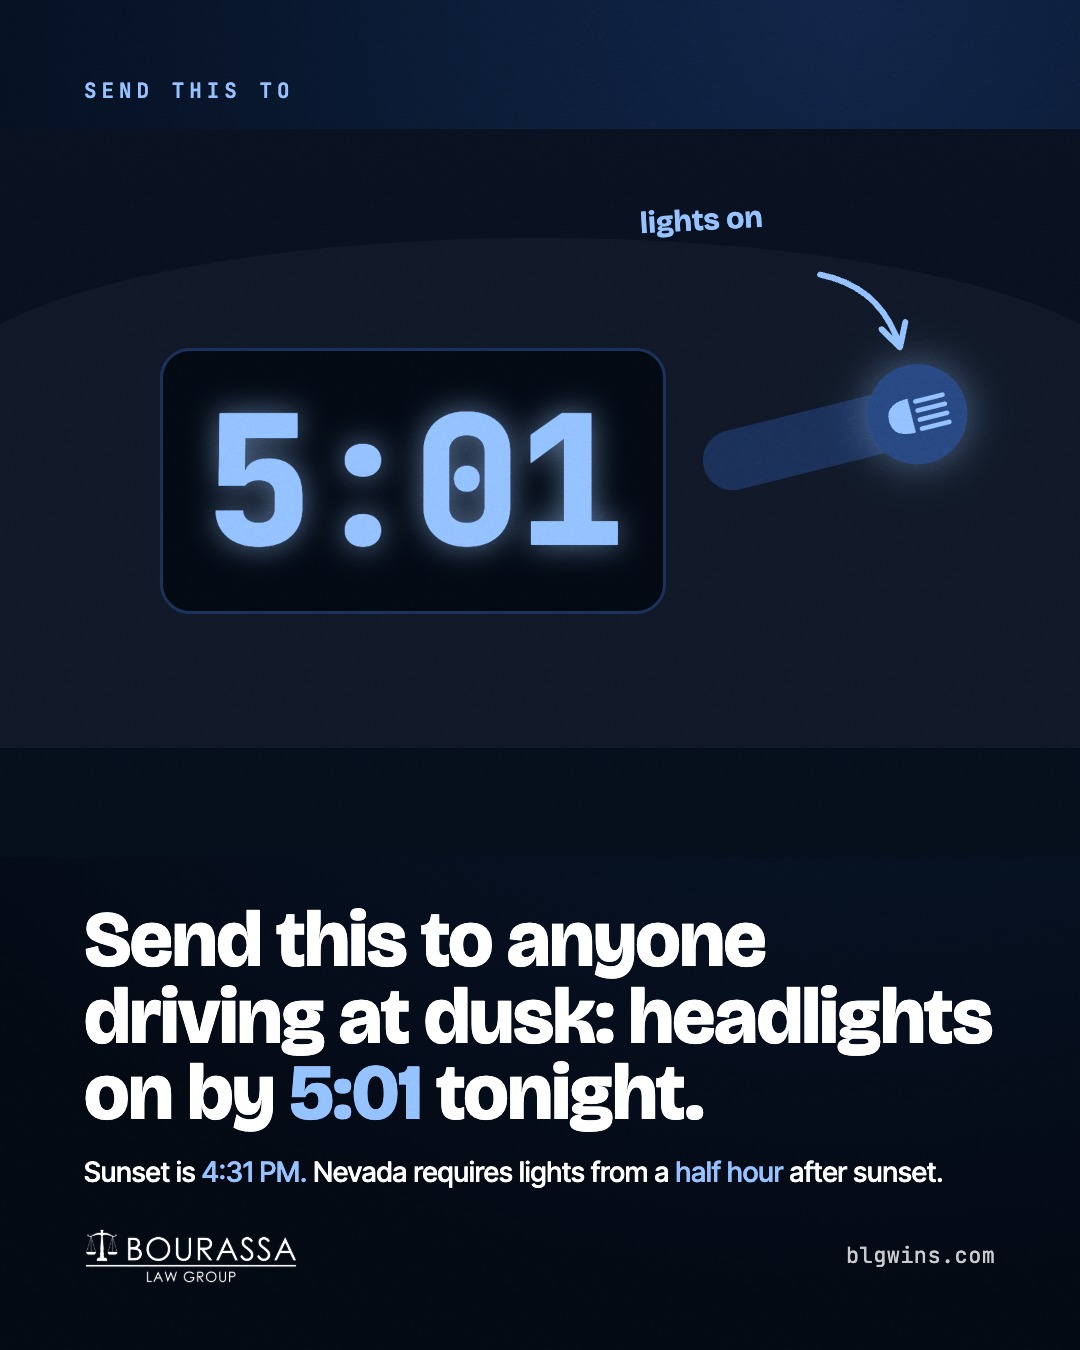 SEND THIS TO
lights on
5:01
Send this to anyone
driving at dusk: headlights
on by 5:01 tonight.
Sunset is 4:31 PM. Nevada requires lights from a half hour after sunset.
BOURASSA
LAW GROUP
blgwins.com